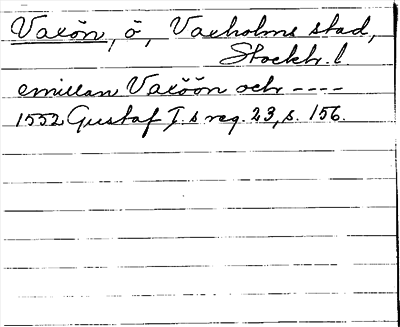 Vaxön, ö, Vaxholms stad,
Stockh. l
emillan Vaxöön och ----
1552 Gustaf I.s reg. 23, s. 156.